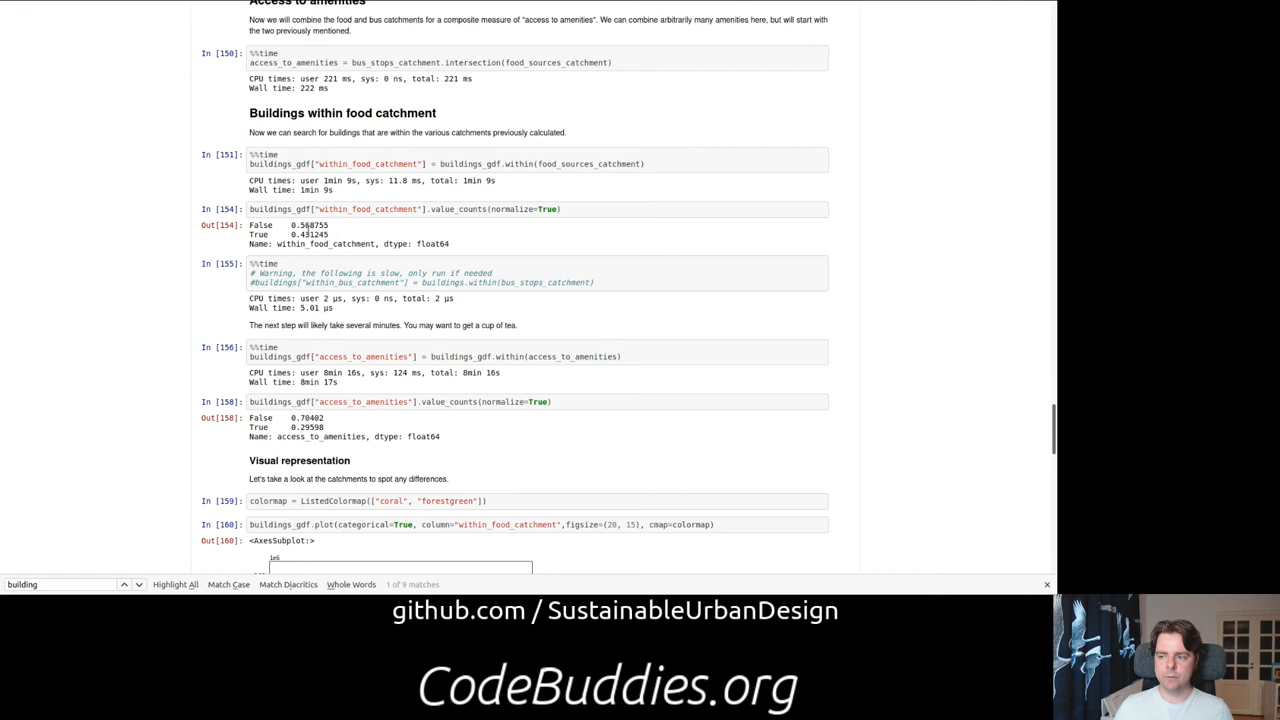 Access to amenities
Now we will combine the food and bus catchments for a composite measure of "access to amenities". We can combine arbitrarily many amenities here, but will start with
the two previously mentioned.
In [150]: %%time
access_to_amenities = bus_stops_catchment.intersection(food_sources_catchment)
CPU times: user 221 ms, sys: 0 ns, total: 221 ms
Wall time: 222 ms
Buildings within food catchment
Now we can search for buildings that are within the various catchments previously calculated.
In [151]: %%time
buildings_gdf["within_food_catchment"] = buildings_gdf.within(food_sources_catchment)
CPU times: user 1min 9s, sys: 11.8 ms, total: 1min 9s
Wall time: 1min 9s
In [154]: buildings_gdf["within_food_catchment"].value_counts(normalize=True)
Out[154]: False 0.568755
True 0.431245
Name: within_food_catchment, dtype: float64
In [155]: %%time
# Warning, the following is slow, only run if needed
#buildings["within_bus_catchment"] = buildings.within(bus_stops_catchment)
CPU times: user 2 µs, sys: 0 ns, total: 2 µs
Wall time: 5.01 µs
The next step will likely take several minutes. You may want to get a cup of tea.
In [156]: %%time
buildings_gdf["access_to_amenities"] = buildings_gdf.within(access_to_amenities)
CPU times: user 8min 16s, sys: 124 ms, total: 8min 16s
Wall time: 8min 17s
In [158]: buildings_gdf["access_to_amenities"].value_counts(normalize=True)
Out[158]: False 0.70402
True 0.29598
Name: access_to_amenities, dtype: float64
Visual representation
Let's take a look at the catchments to spot any differences.
In [159]: colormap = ListedColormap(["coral", "forestgreen"])
In [160]: buildings_gdf.plot(categorical=True, column="within_food_catchment",figsize=(20, 15), cmap=colormap)
Out[160]: <AxesSubplot:>
1e6
building Highlight All Match Case Match Diacritics Whole Words 1 of 9 matches
github.com / SustainableUrbanDesign
CodeBuddies.org